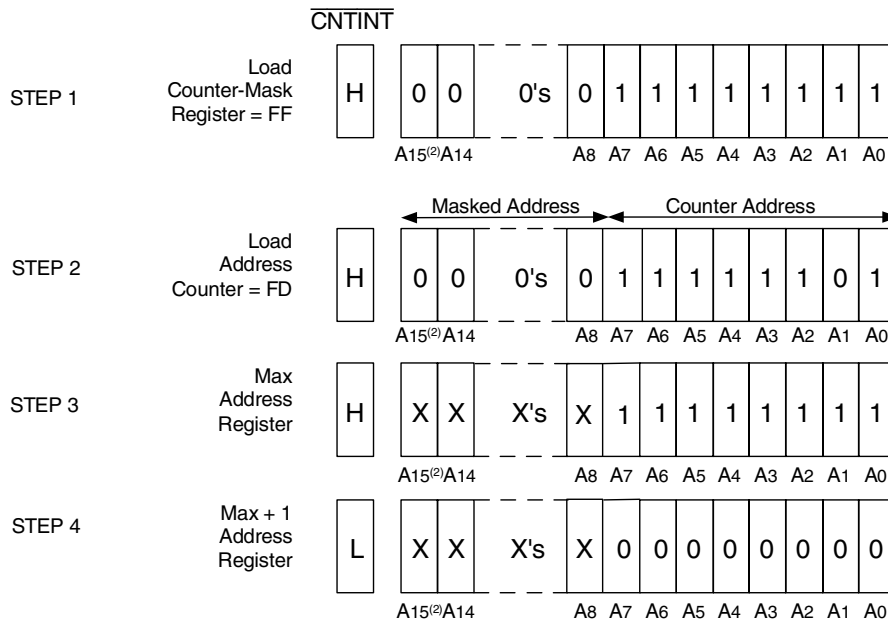 CNTINT
STEP 1
Load
Counter-Mask
Register = FF
H 0 0 0's 0 1 1 1 1 1 1 1 1
A15(2) A14 A8 A7 A6 A5 A4 A3 A2 A1 A0
Masked Address Counter Address
STEP 2
Load
Address
Counter = FD
H 0 0 0's 0 1 1 1 1 1 1 0 1
A15(2) A14 A8 A7 A6 A5 A4 A3 A2 A1 A0
STEP 3
Max
Address
Register
H X X X's X 1 1 1 1 1 1 1 1
A15(2) A14 A8 A7 A6 A5 A4 A3 A2 A1 A0
STEP 4
Max + 1
Address
Register
L X X X's X 0 0 0 0 0 0 0 0
A15(2) A14 A8 A7 A6 A5 A4 A3 A2 A1 A0